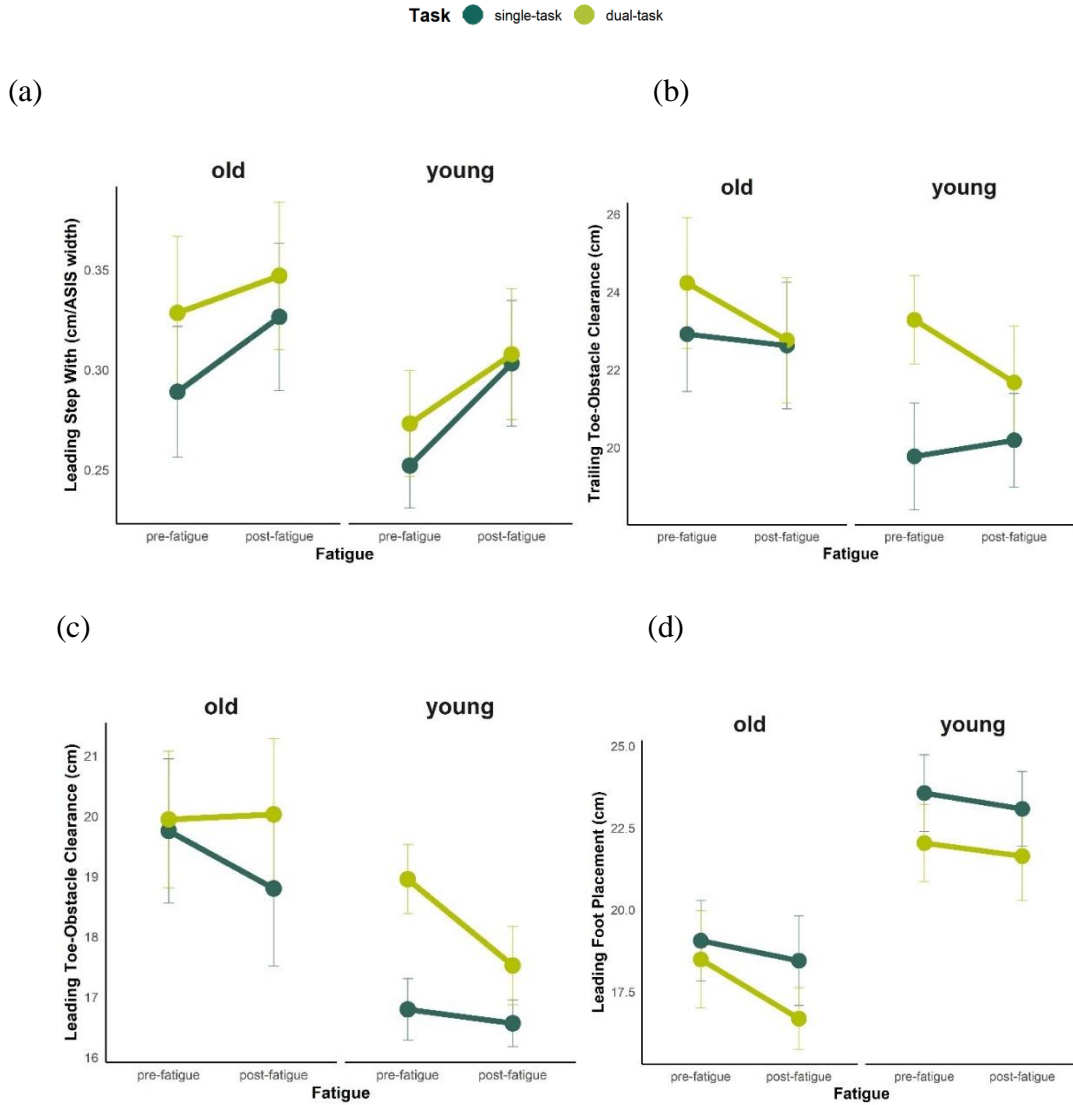 Task single-task dual-task
(a)
old young
Leading Step With (cm/ASIS width)
0.35
0.30
0.25
pre-fatigue post-fatigue pre-fatigue post-fatigue
Fatigue
(b)
old young
Trailing Toe-Obstacle Clearance (cm)
26
24
22
20
pre-fatigue post-fatigue pre-fatigue post-fatigue
Fatigue
(c)
old young
Leading Toe-Obstacle Clearance (cm)
21
20
19
18
17
16
pre-fatigue post-fatigue pre-fatigue post-fatigue
Fatigue
(d)
old young
Leading Foot Placement (cm)
25.0
22.5
20.0
17.5
pre-fatigue post-fatigue pre-fatigue post-fatigue
Fatigue